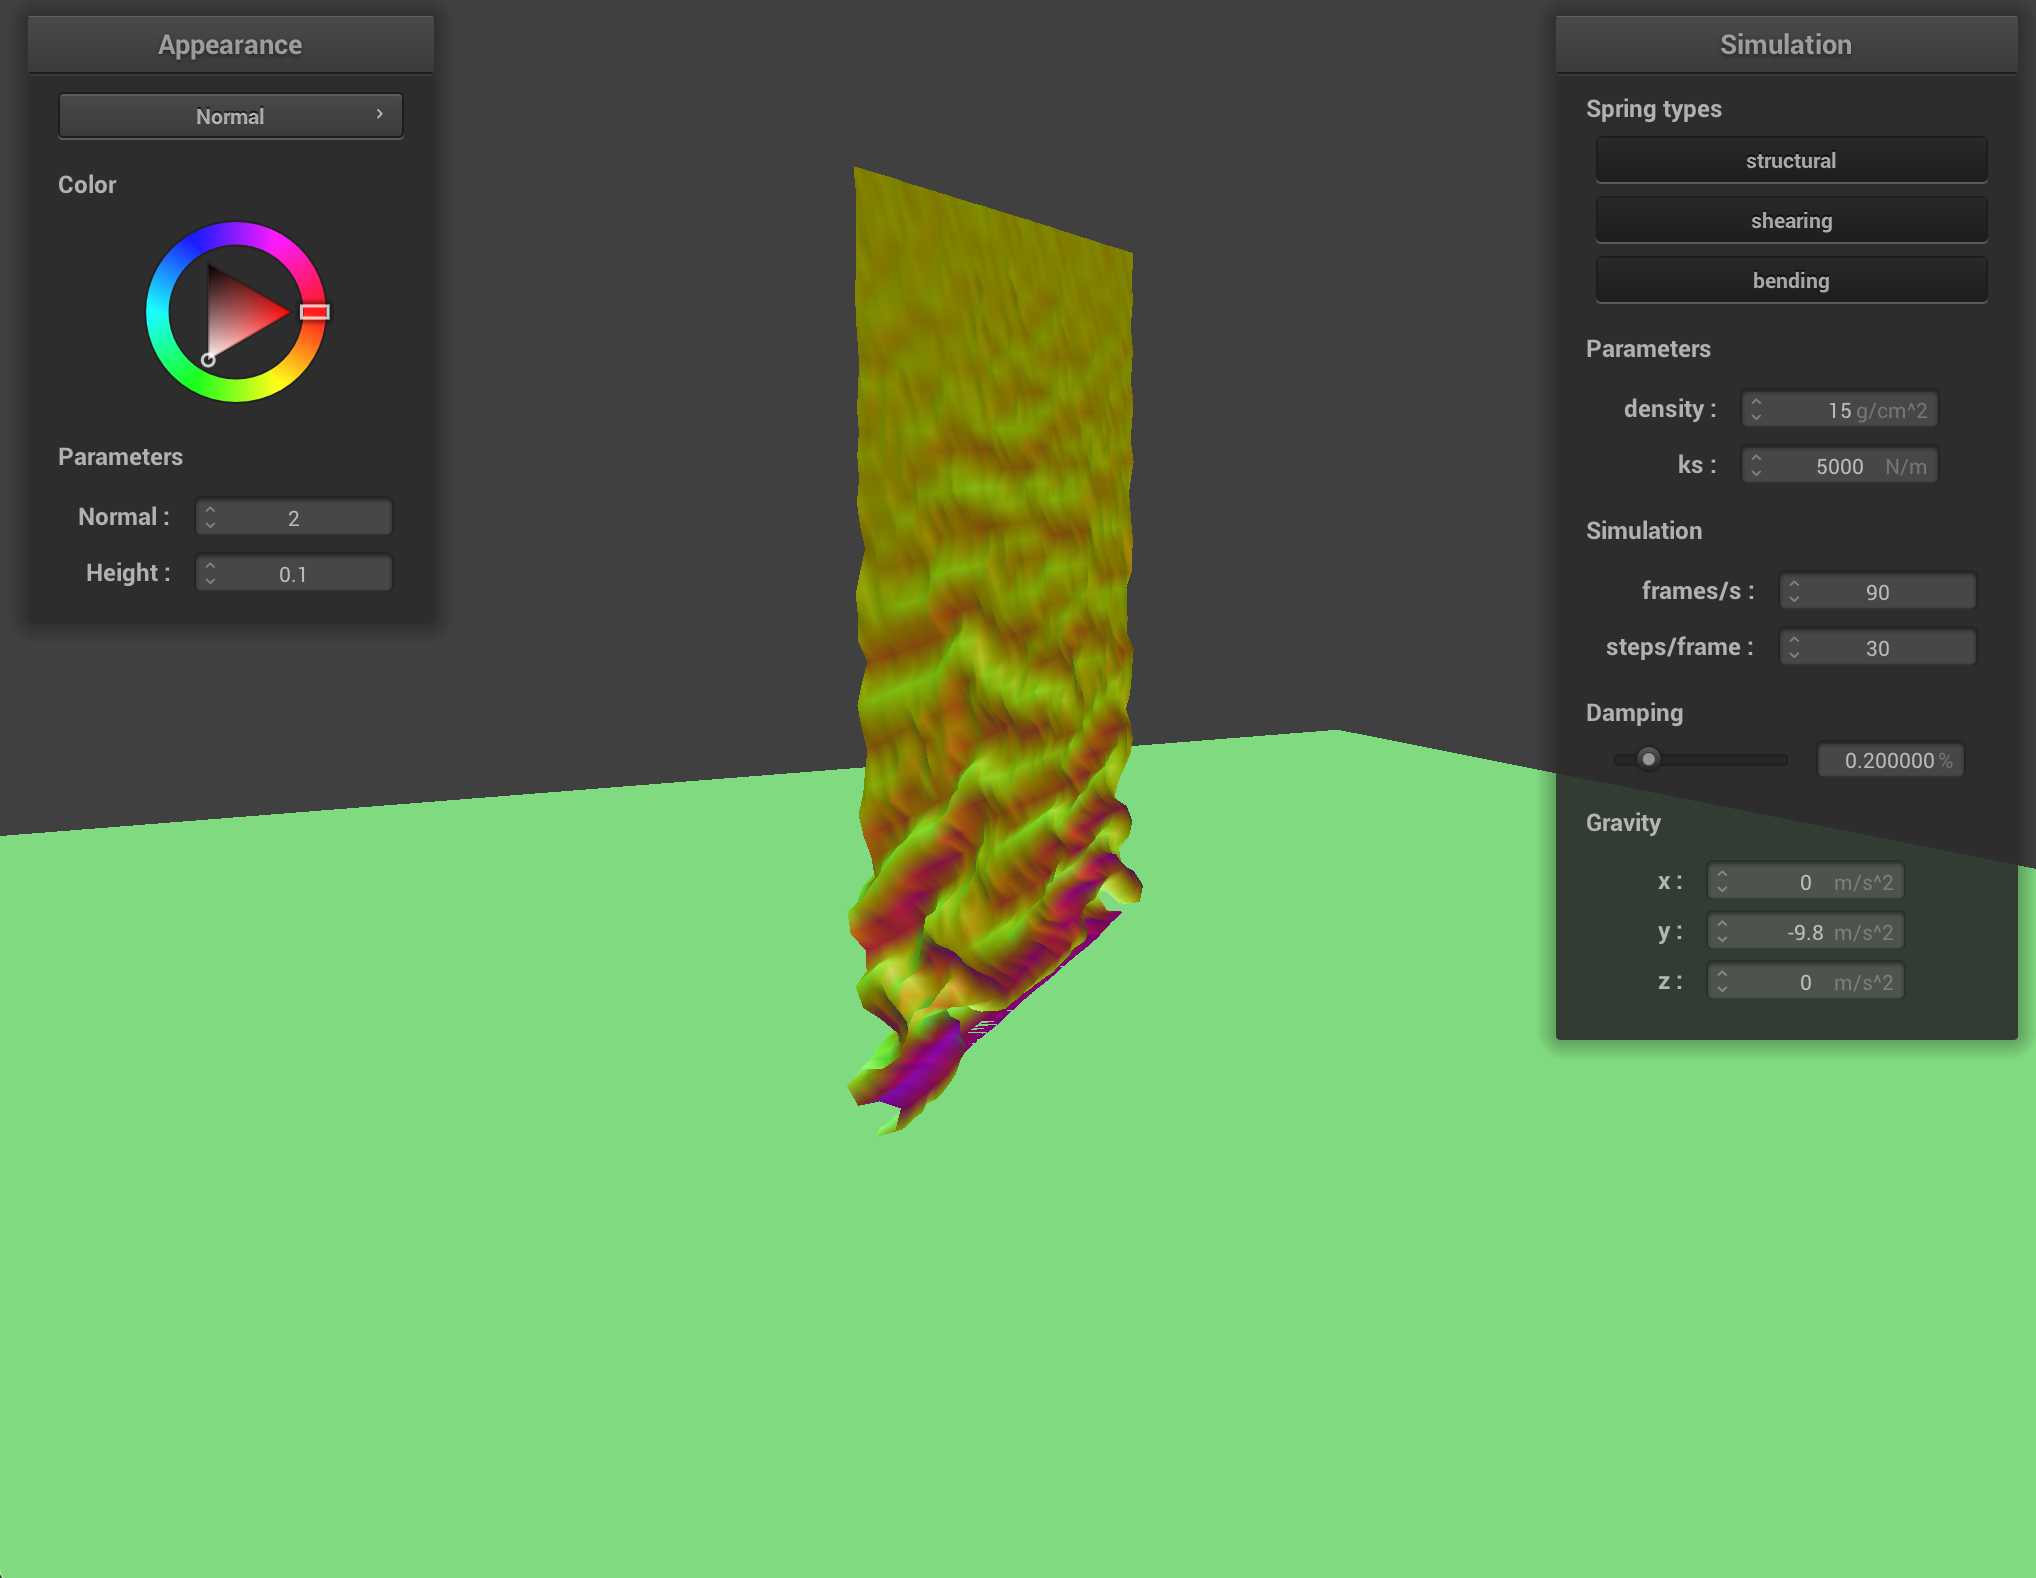 Appearance
Normal
Color
Parameters
Normal : 2
Height : 0.1
Simulation
Spring types
structural
shearing
bending
Parameters
density : 15 g/cm^2
ks : 5000 N/m
Simulation
frames/s : 90
steps/frame : 30
Damping
0.200000 %
Gravity
x : 0 m/s^2
y : -9.8 m/s^2
z : 0 m/s^2